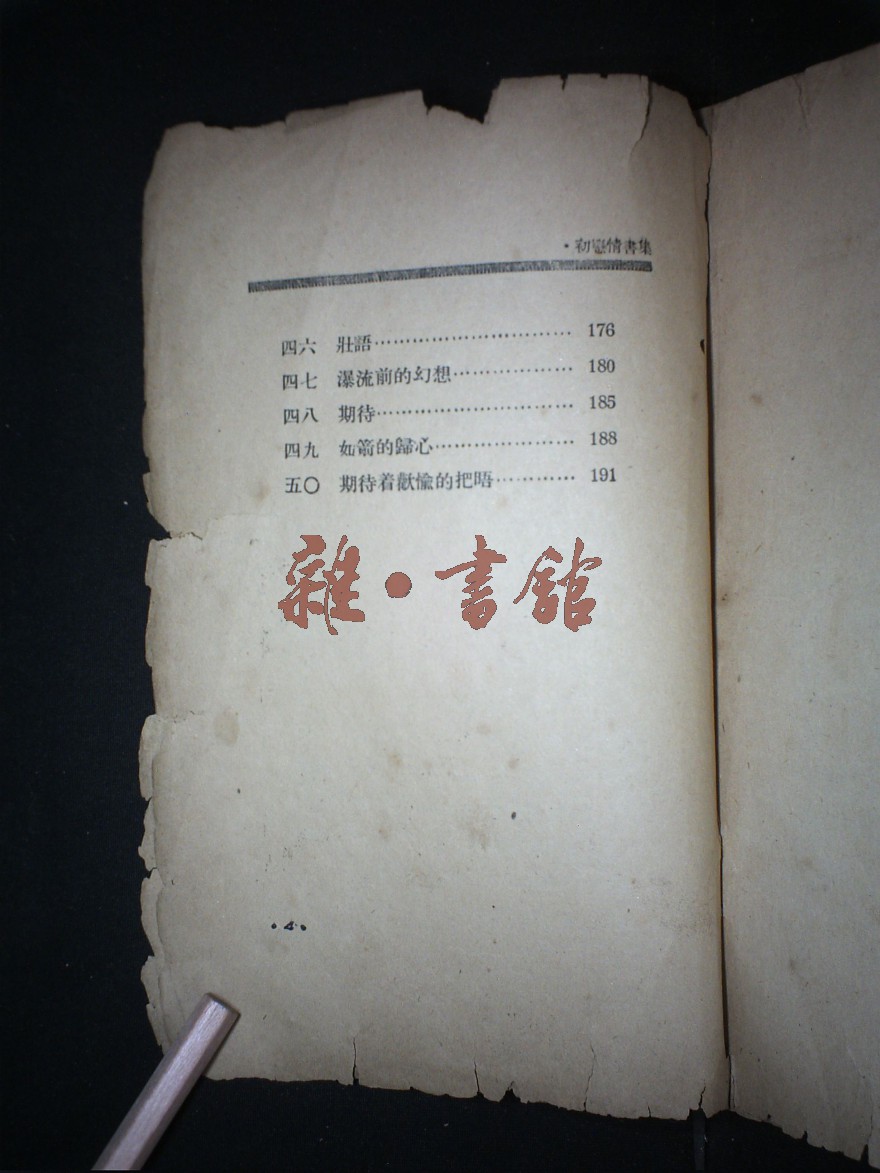 ·初戀情書集
四六 壯語……………………………176
四七 瀑流前的幻想…………………180
四八 期待……………………………185
四九 如箭的歸心……………………188
五〇 期待着歡愉的把晤……………191
雜·書館
·4·